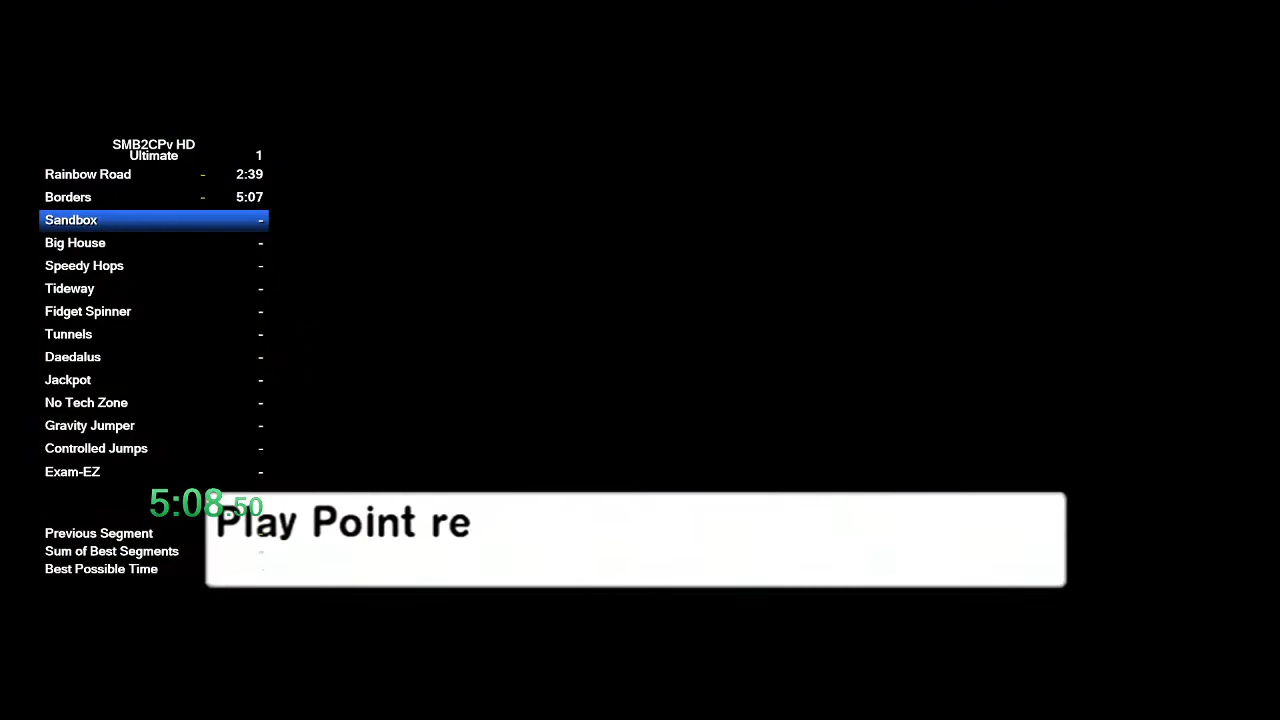 SMB2CPv HD
Ultimate 1
Rainbow Road - 2:39
Borders - 5:07
Sandbox -
Big House -
Speedy Hops -
Tideway -
Fidget Spinner -
Tunnels -
Daedalus -
Jackpot -
No Tech Zone -
Gravity Jumper -
Controlled Jumps -
Exam-EZ -
5:08.50
Play Point re
Previous Segment -
Sum of Best Segments -
Best Possible Time -